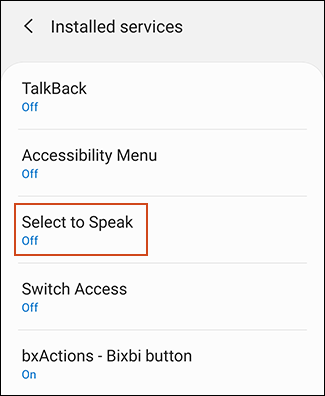 Installed services
TalkBack
Off
Accessibility Menu
Off
Select to Speak
Off
Switch Access
Off
bxActions - Bixbi button
On